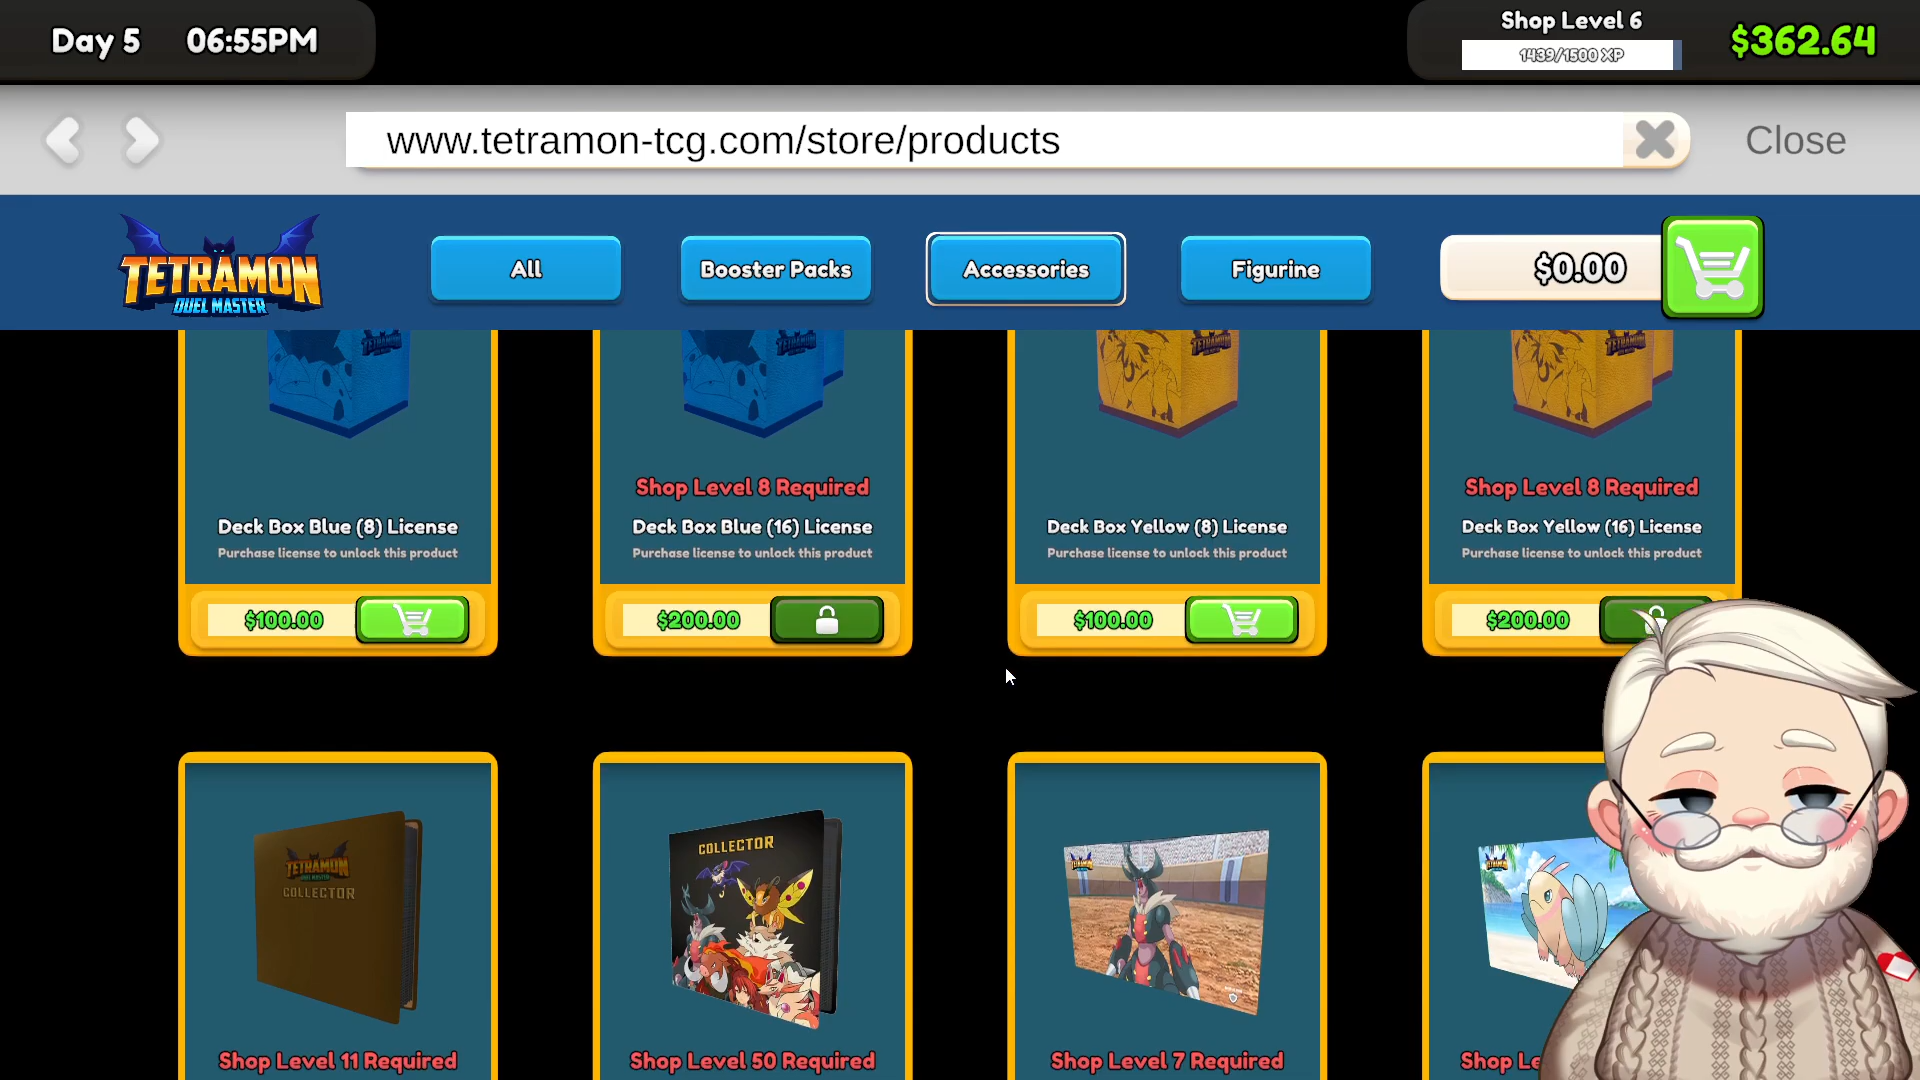 Day 5 06:55PM
Shop Level 6
1439/1500 XP
$362.64
www.tetramon-tcg.com/store/products
Close
TETRAMON
DUEL MASTER
All
Booster Packs
Accessories
Figurine
$0.00
Shop Level 8 Required
Shop Level 8 Required
Deck Box Blue (8) License
Deck Box Blue (16) License
Deck Box Yellow (8) License
Deck Box Yellow (16) License
Purchase license to unlock this product
Purchase license to unlock this product
Purchase license to unlock this product
Purchase license to unlock this product
$100.00
$200.00
$100.00
$200.00
TETRAMON
DUEL MASTER
COLLECTOR
COLLECTOR
Shop Level 11 Required
Shop Level 50 Required
Shop Level 7 Required
Shop Le